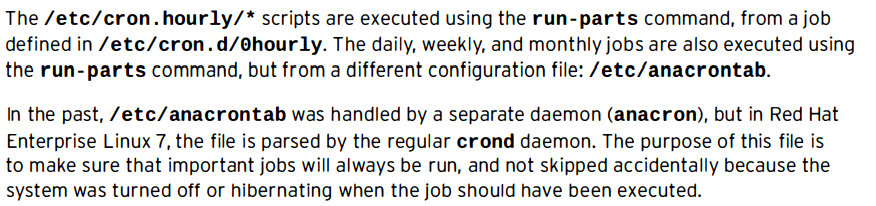 The /etc/cron.hourly/* scripts are executed using the run-parts command, from a job
defined in /etc/cron.d/0hourly. The daily, weekly, and monthly jobs are also executed using
the run-parts command, but from a different configuration file: /etc/anacrontab.
In the past, /etc/anacrontab was handled by a separate daemon (anacron), but in Red Hat
Enterprise Linux 7, the file is parsed by the regular crond daemon. The purpose of this file is
to make sure that important jobs will always be run, and not skipped accidentally because the
system was turned off or hibernating when the job should have been executed.